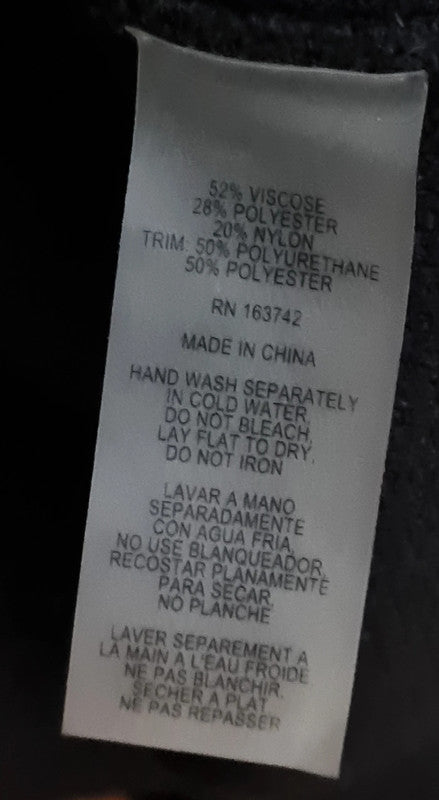 52% VISCOSE
28% POLYESTER
20% NYLON
TRIM: 50% POLYURETHANE
50% POLYESTER
RN 163742
MADE IN CHINA
HAND WASH SEPARATELY
IN COLD WATER,
DO NOT BLEACH,
LAY FLAT TO DRY,
DO NOT IRON
LAVAR A MANO
SEPARADAMENTE
CON AGUA FRIA,
NO USE BLANQUEADOR,
RECOSTAR PLANAMENTE
PARA SECAR,
NO PLANCHE
LAVER SEPAREMENT A
LA MAIN A L'EAU FROIDE
NE PAS BLANCHIR,
SECHER A PLAT
NE PAS REPASSER